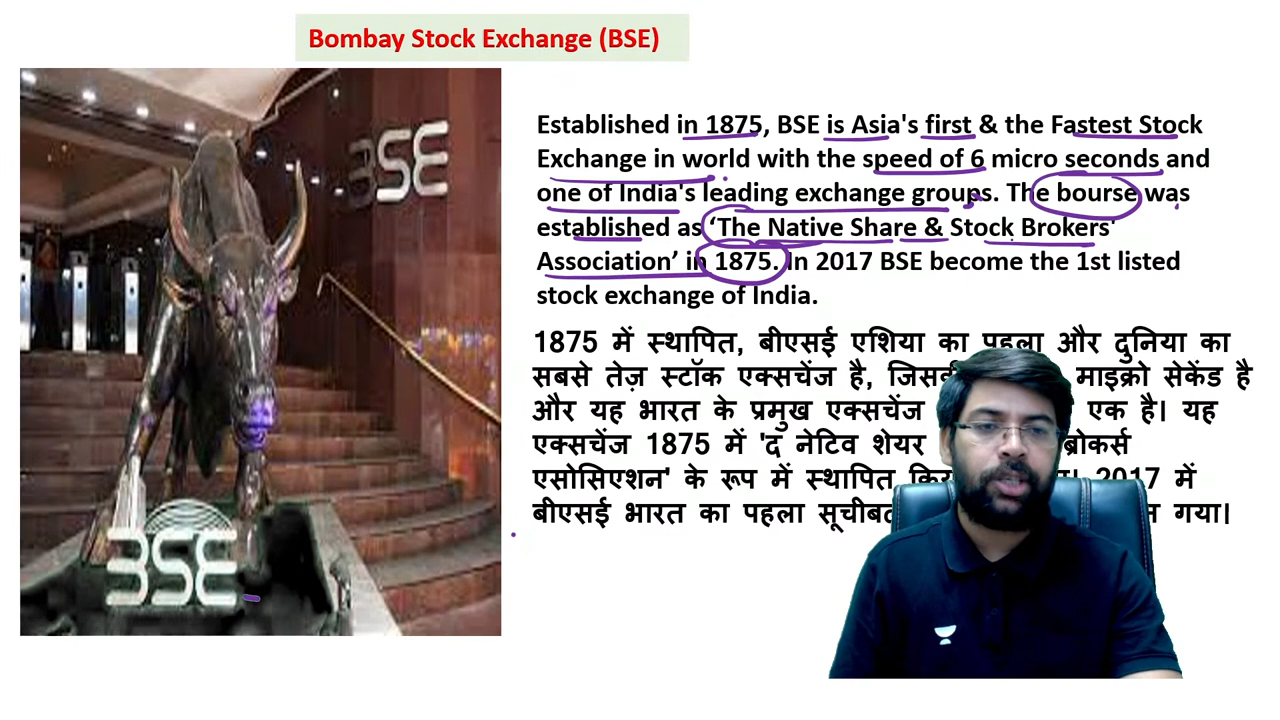 Bombay Stock Exchange (BSE)
BSE
BSE
Established in 1875, BSE is Asia's first & the Fastest Stock
Exchange in world with the speed of 6 micro seconds and
one of India's leading exchange groups. The bourse was
established as ‘The Native Share & Stock Brokers'
Association’ in 1875. In 2017 BSE become the 1st listed
stock exchange of India.
1875 में स्थापित, बीएसई एशिया का पहला और दुनिया का
सबसे तेज़ स्टॉक एक्सचेंज है, माइक्रो सेकेंड है
और यह भारत के प्रमुख एक्सचेंज एक है। यह
एक्सचेंज 1875 में 'द नेटिव शेयर ब्रोकर्स
एसोसिएशन' के रूप में स्थापित 2017 में
बीएसई भारत का पहला गया।